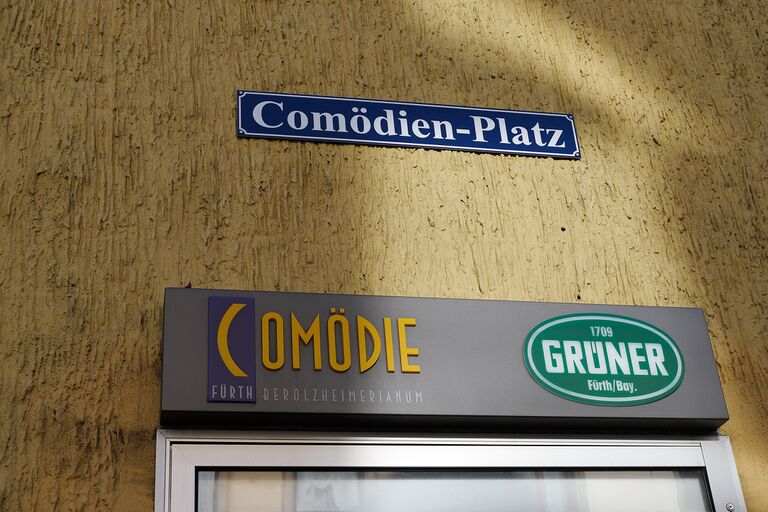 Comödien-Platz
COMÖDIE
FÜRTH BEROLZHEIMERIANUM
1709
GRÜNER
Fürth/Bay.